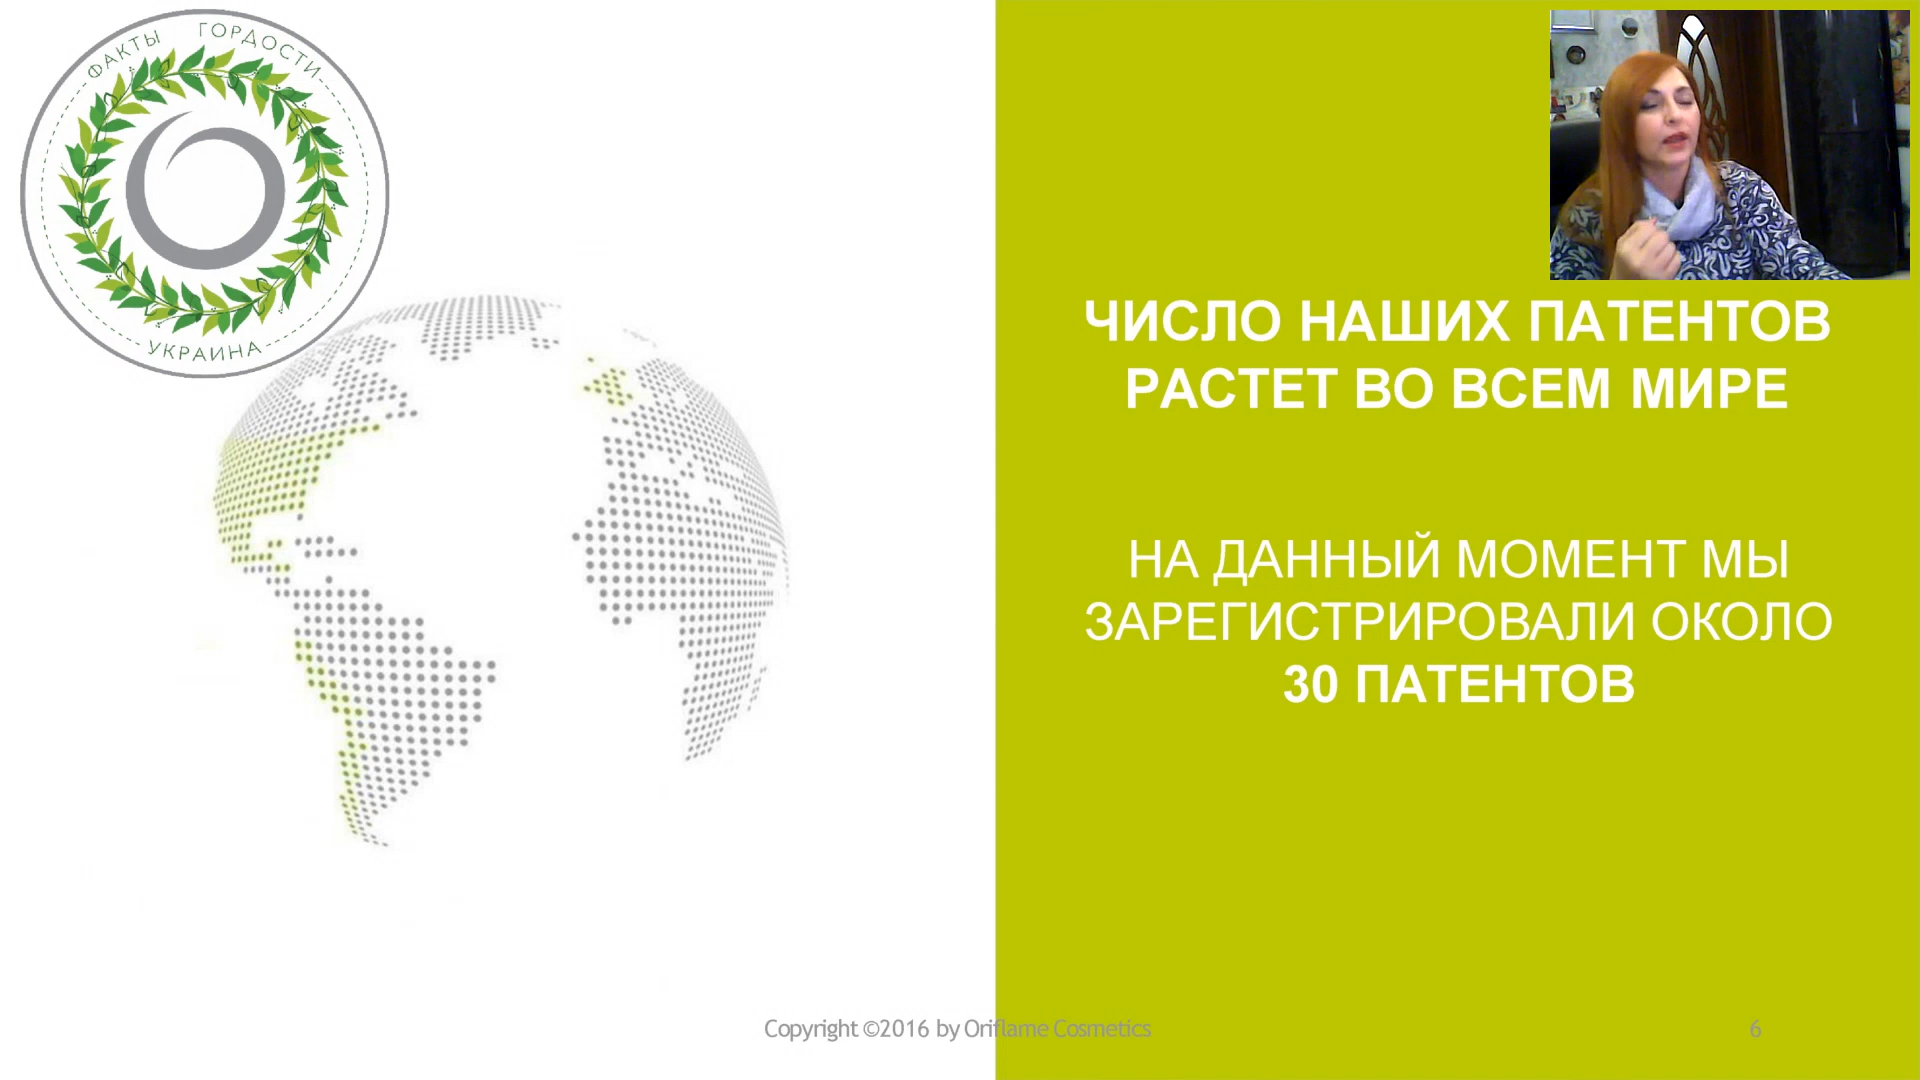 ФАКТЫ ГОРДОСТИ
УКРАИНА
ЧИСЛО НАШИХ ПАТЕНТОВ
РАСТЕТ ВО ВСЕМ МИРЕ
НА ДАННЫЙ МОМЕНТ МЫ
ЗАРЕГИСТРИРОВАЛИ ОКОЛО
30 ПАТЕНТОВ
Copyright ©2016 by Oriflame Cosmetics
6